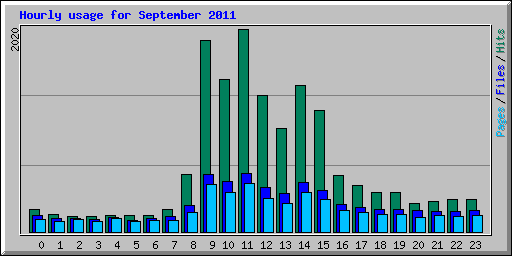 Hourly usage for September 2011
2020
Pages/Files/Hits
0 1 2 3 4 5 6 7 8 9 10 11 12 13 14 15 16 17 18 19 20 21 22 23